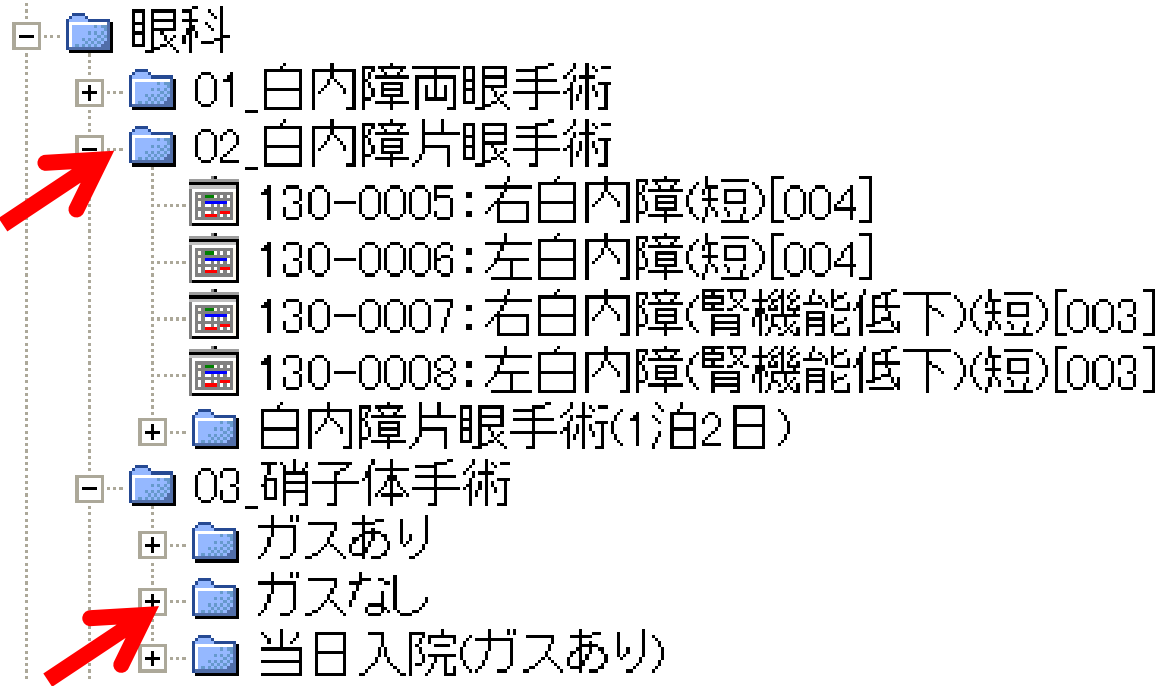 眼科
01_白内障両眼手術
02_白内障片眼手術
130-0005:右白内障(短)[004]
130-0006:左白内障(短)[004]
130-0007:右白内障(腎機能低下)(短)[003]
130-0008:左白内障(腎機能低下)(短)[003]
白内障片眼手術(1泊2日)
03_硝子体手術
ガスあり
ガスなし
当日入院(ガスあり)